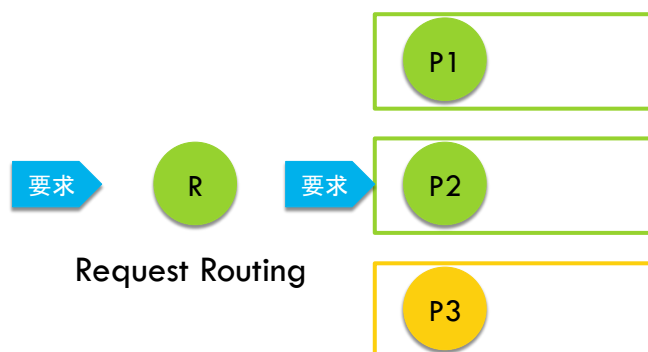 P1
要求
R
要求
P2
Request Routing
P3